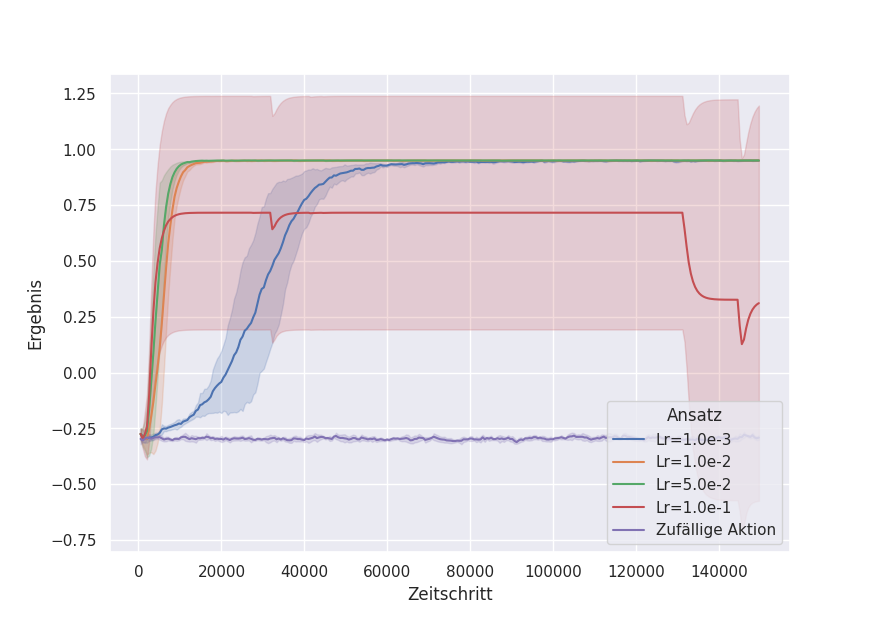 1.25
1.00
0.75
0.50
0.25
0.00
−0.25
−0.50
−0.75
Ergebnis
0
20000
40000
60000
80000
100000
120000
140000
Zeitschritt
Ansatz
Lr=1.0e-3
Lr=1.0e-2
Lr=5.0e-2
Lr=1.0e-1
Zufällige Aktion